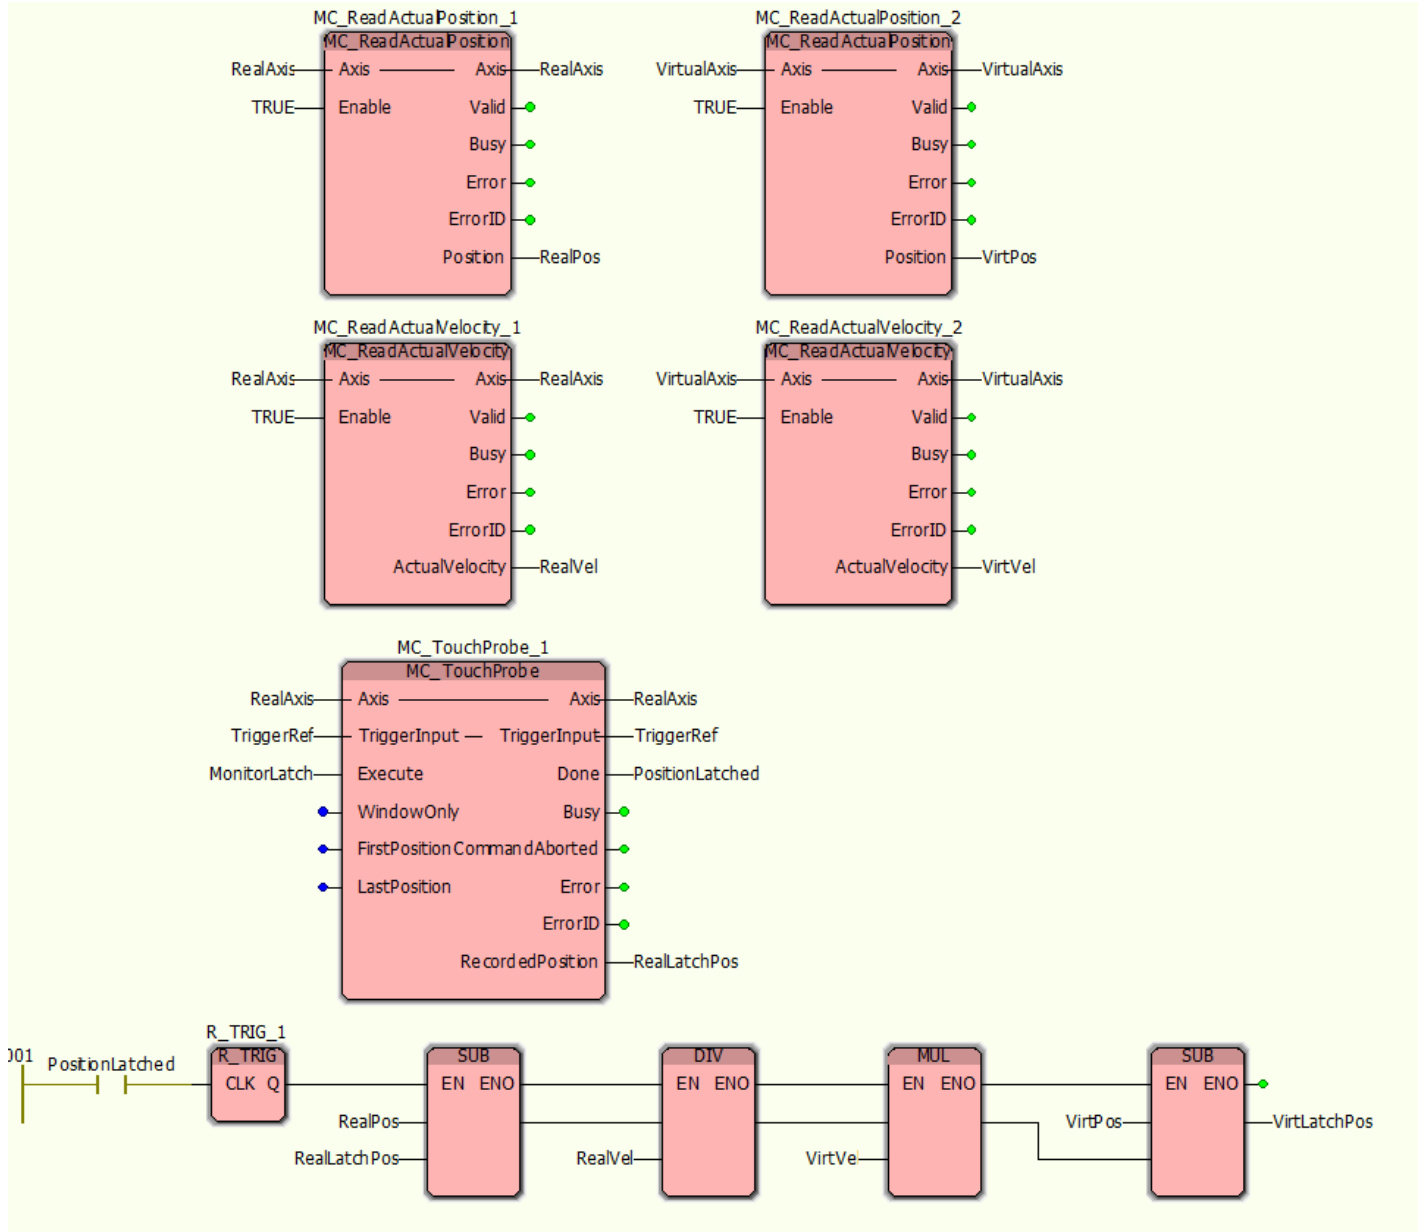 MC_ReadActualPosition_1
MC_ReadActualPosition
RealAxis Axis Axis RealAxis
TRUE Enable Valid
Busy
Error
ErrorID
Position RealPos
MC_ReadActualPosition_2
MC_ReadActualPosition
VirtualAxis Axis Axis VirtualAxis
TRUE Enable Valid
Busy
Error
ErrorID
Position VirtPos
MC_ReadActualVelocity_1
MC_ReadActualVelocity
RealAxis Axis Axis RealAxis
TRUE Enable Valid
Busy
Error
ErrorID
ActualVelocity RealVel
MC_ReadActualVelocity_2
MC_ReadActualVelocity
VirtualAxis Axis Axis VirtualAxis
TRUE Enable Valid
Busy
Error
ErrorID
ActualVelocity VirtVel
MC_TouchProbe_1
MC_TouchProbe
RealAxis Axis Axis RealAxis
TriggerRef TriggerInput TriggerInput TriggerRef
MonitorLatch Execute Done PositionLatched
WindowOnly Busy
FirstPosition CommandAborted
LastPosition Error
ErrorID
RecordedPosition RealLatchPos
R_TRIG_1
001 PositionLatched R_TRIG SUB DIV MUL SUB
CLK Q EN ENO EN ENO EN ENO EN ENO
RealPos VirtPos VirtLatchPos
RealLatchPos RealVel VirtVel